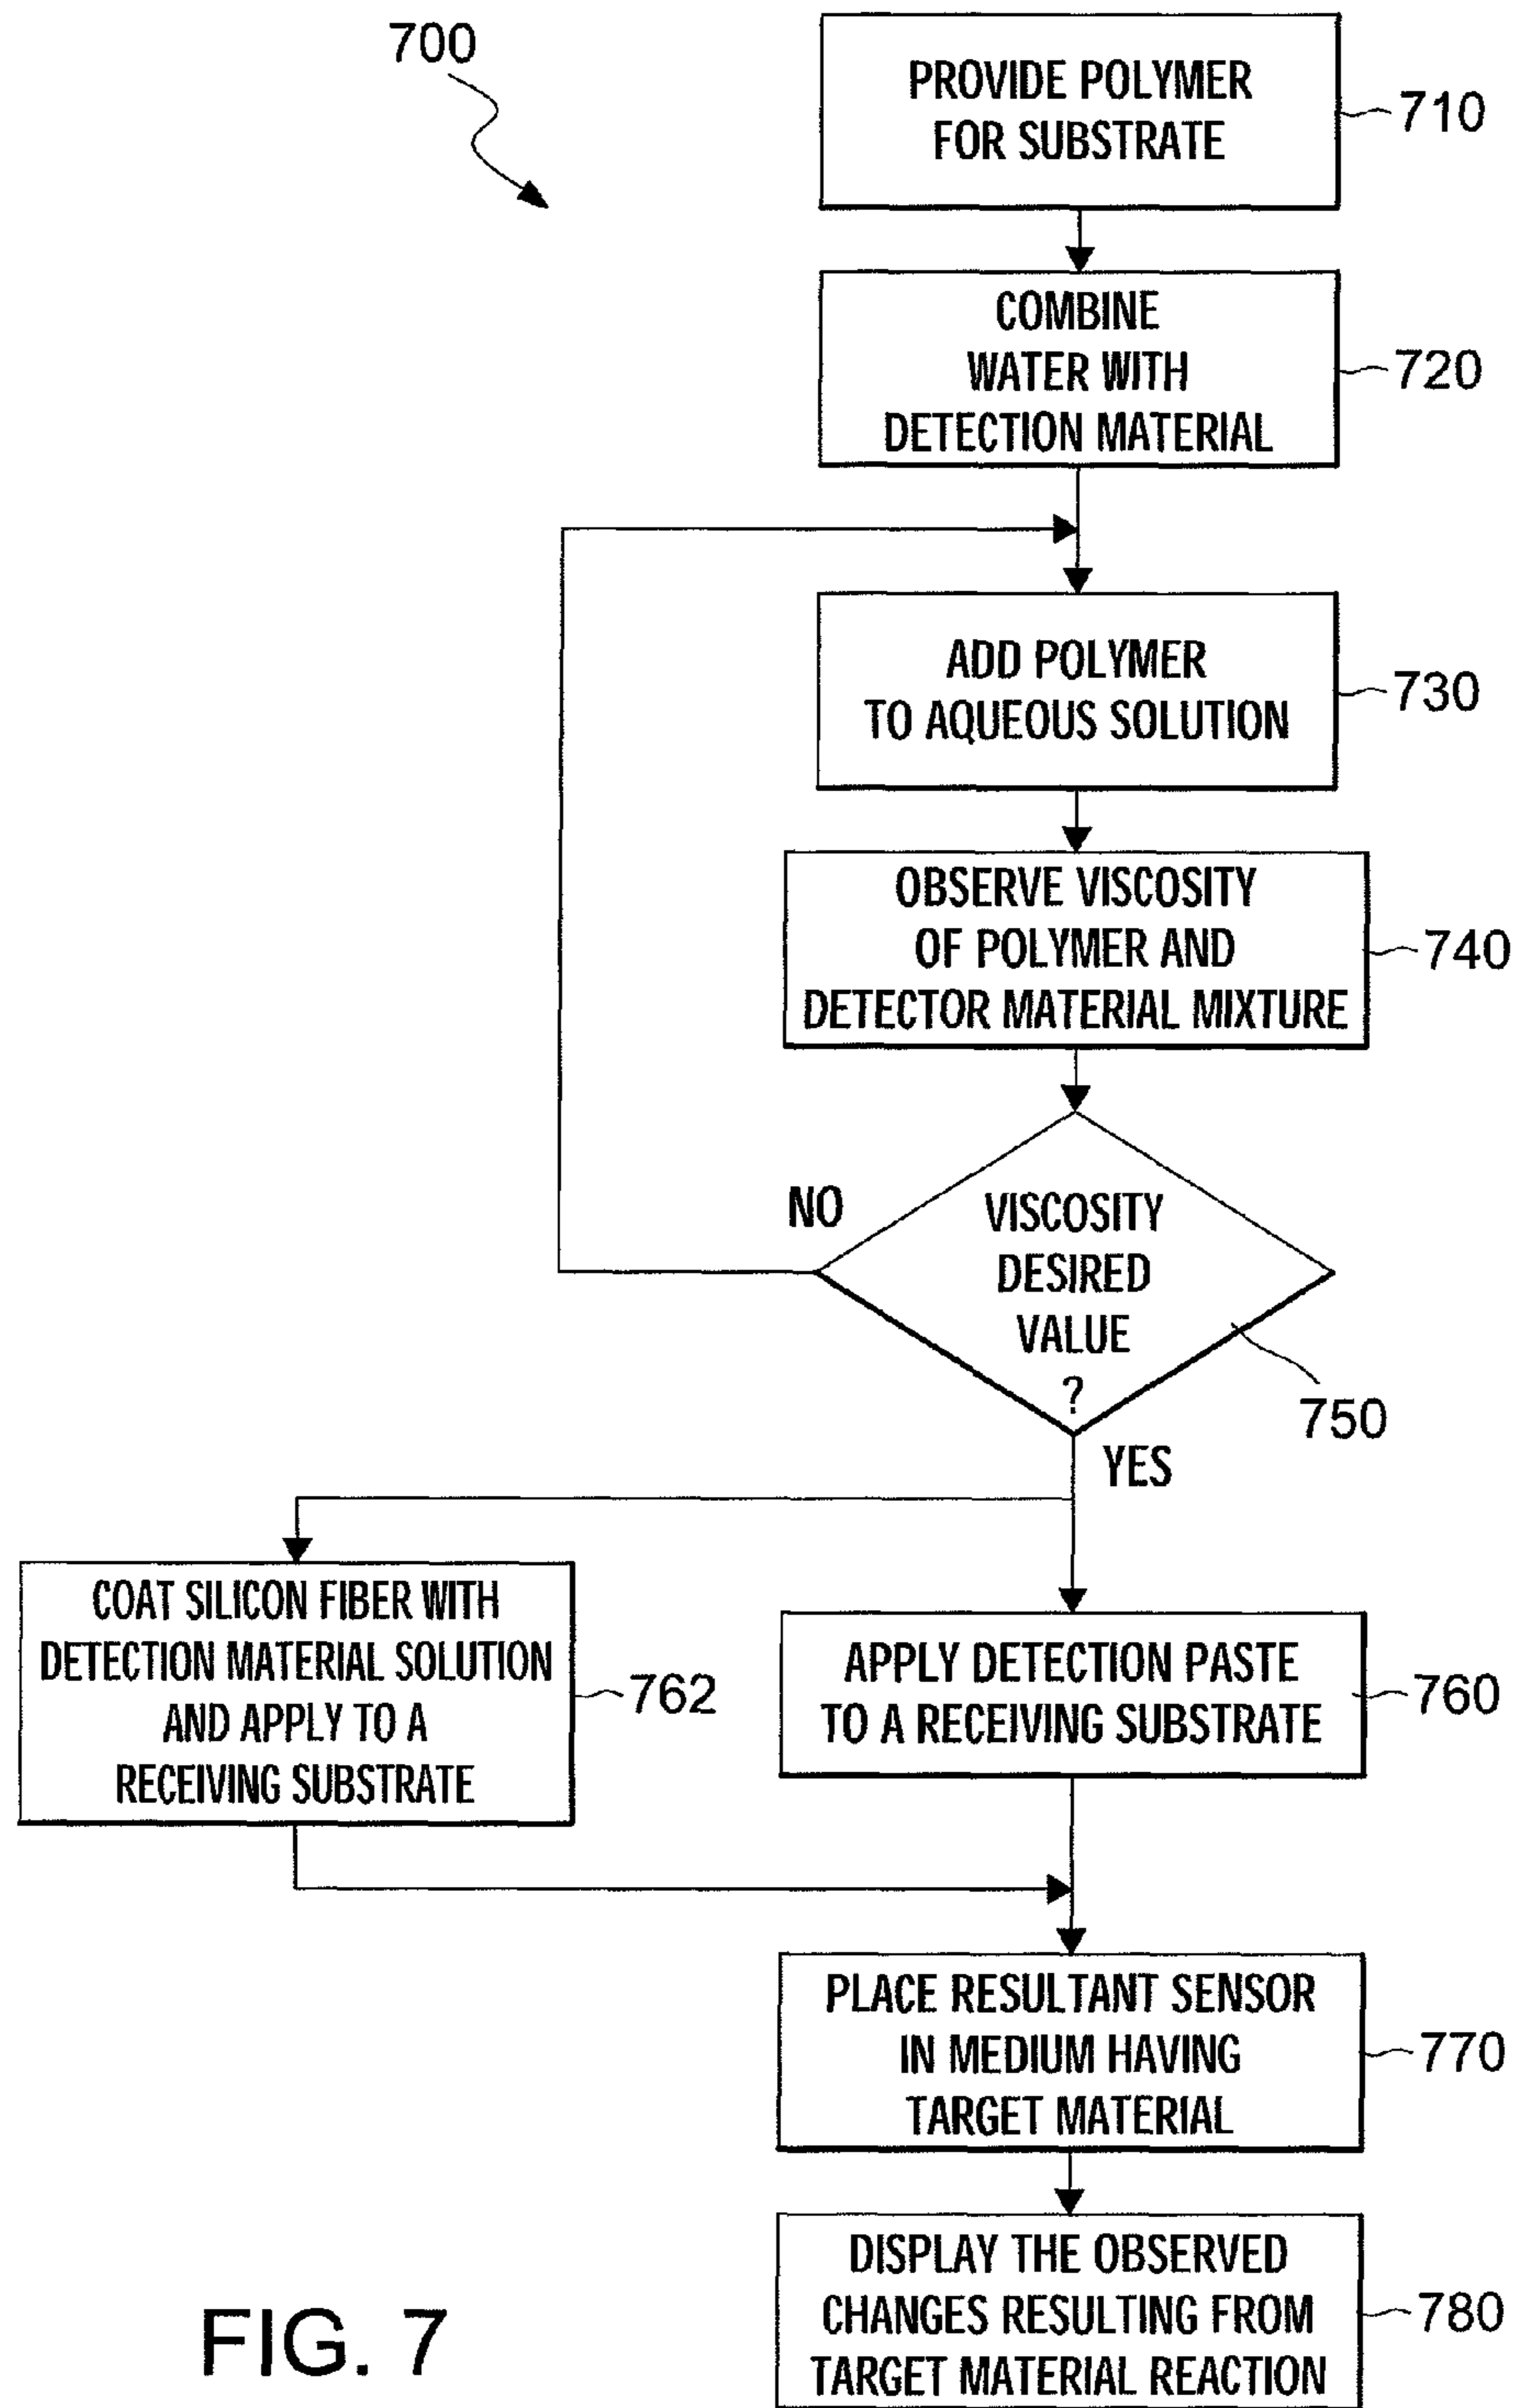 700
PROVIDE POLYMER
FOR SUBSTRATE
710
COMBINE
WATER WITH
DETECTION MATERIAL
720
ADD POLYMER
TO AQUEOUS SOLUTION
730
OBSERVE VISCOSITY
OF POLYMER AND
DETECTOR MATERIAL MIXTURE
740
NO
VISCOSITY
DESIRED
VALUE
?
750
YES
COAT SILICON FIBER WITH
DETECTION MATERIAL SOLUTION
AND APPLY TO A
RECEIVING SUBSTRATE
762
APPLY DETECTION PASTE
TO A RECEIVING SUBSTRATE
760
PLACE RESULTANT SENSOR
IN MEDIUM HAVING
TARGET MATERIAL
770
DISPLAY THE OBSERVED
CHANGES RESULTING FROM
TARGET MATERIAL REACTION
780
FIG. 7